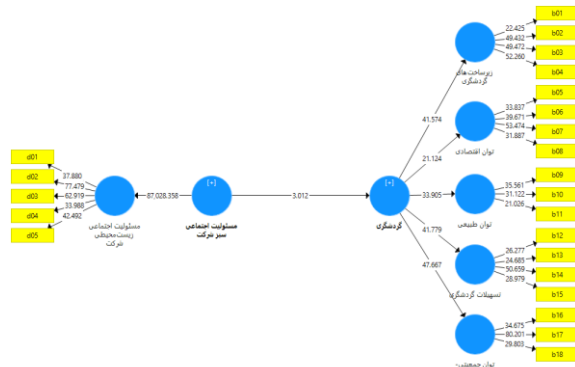 b01
22.425
b02
49.432
b03
49.472
b04
52.260
زیرساخت‌های
گردشگری
41.574
b05
33.837
b06
39.671
b07
53.474
b08
31.887
توان اقتصادی
21.124
d01
37.880
d02
77.479
d03
62.919
d04
33.988
d05
42.492
مسئولیت اجتماعی
زیست‌محیطی
شرکت
87,028.358
[+]
مسئولیت اجتماعی
سبز شرکت
3.012
[+]
گردشگری
33.905
b09
35.561
b10
31.122
b11
21.026
توان طبیعی
41.779
b12
26.277
b13
24.685
b14
50.659
b15
28.979
تسهیلات گردشگری
47.667
b16
34.675
b17
80.201
b18
29.803
توان جمعیتی-